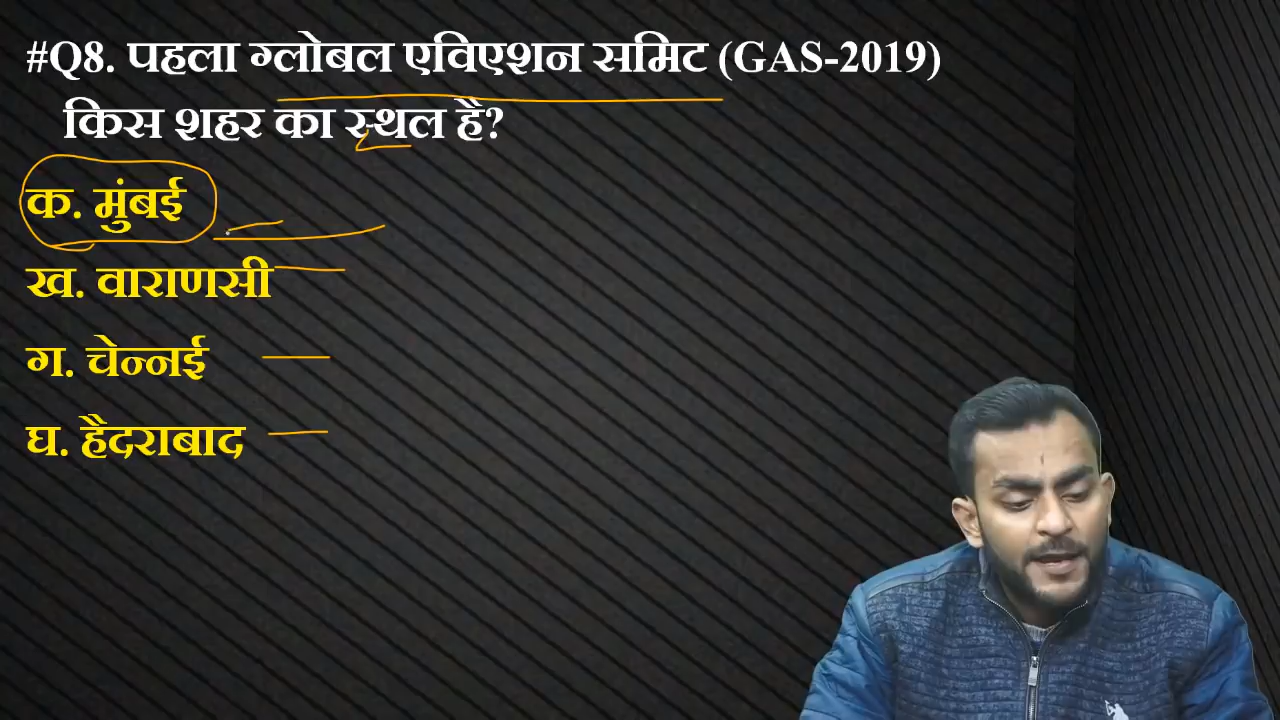 #Q8. पहला ग्लोबल एविएशन समिट (GAS-2019)
किस शहर का स्थल है?
क. मुंबई
ख. वाराणसी
ग. चेन्नई
घ. हैदराबाद